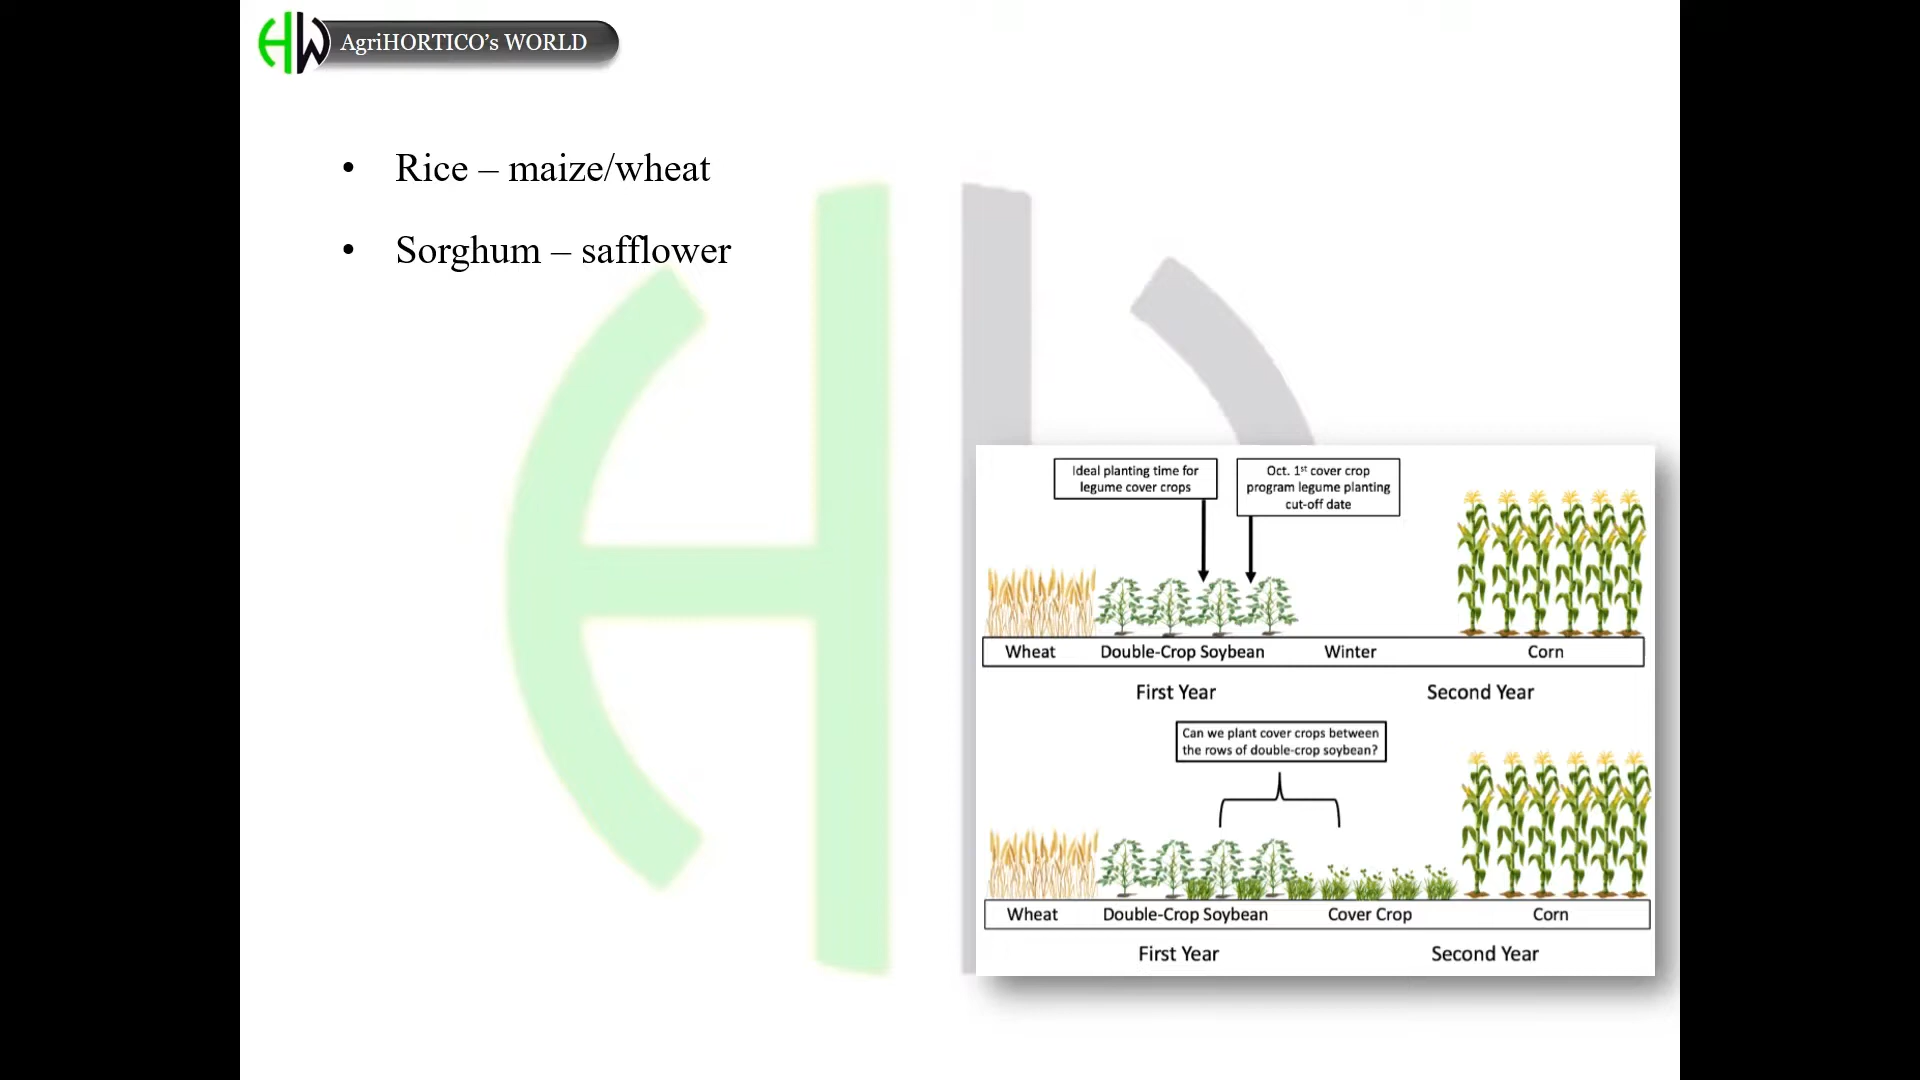 HW AgriHORTICO's WORLD
• Rice – maize/wheat
• Sorghum – safflower
Ideal planting time for
legume cover crops
Oct. 1st cover crop
program legume planting
cut-off date
Wheat Double-Crop Soybean Winter Corn
First Year Second Year
Can we plant cover crops between
the rows of double-crop soybean?
Wheat Double-Crop Soybean Cover Crop Corn
First Year Second Year